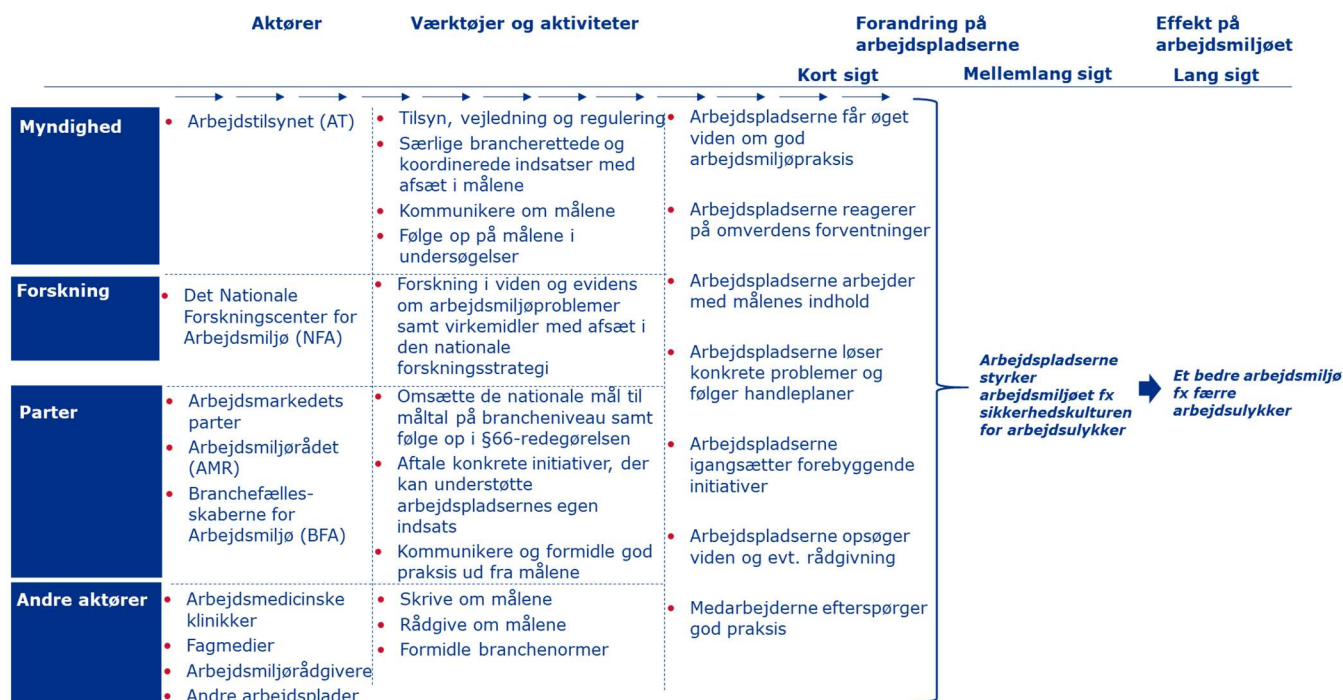 Aktører
Værktøjer og aktiviteter
Forandring på
arbejdspladserne
Effekt på
arbejdsmiljøet
Kort sigt
Mellemlang sigt
Lang sigt
Myndighed
• Arbejdstilsynet (AT)
• Tilsyn, vejledning og regulering
• Særlige brancherettede og
koordinerede indsatser med
afsæt i målene
• Kommunikere om målene
• Følge op på målene i
undersøgelser
Forskning
• Det Nationale
Forskningscenter for
Arbejdsmiljø (NFA)
• Forskning i viden og evidens
om arbejdsmiljøproblemer
samt virkemidler med afsæt i
den nationale
forskningsstrategi
Parter
• Arbejdsmarkedets
parter
• Arbejdsmiljørådet
(AMR)
• Branchefælles-
skaberne for
Arbejdsmiljø (BFA)
• Omsætte de nationale mål til
måltal på brancheniveau samt
følge op i §66-redegørelsen
• Aftale konkrete initiativer, der
kan understøtte
arbejdspladsernes egen
indsats
• Kommunikere og formidle god
praksis ud fra målene
Andre aktører
• Arbejdsmedicinske
klinikker
• Fagmedier
• Arbejdsmiljørådgivere
• Andre arbejdsplader
• Skrive om målene
• Rådgive om målene
• Formidle branchenormer
• Arbejdspladserne får øget
viden om god
arbejdsmiljøpraksis
• Arbejdspladserne reagerer
på omverdens forventninger
• Arbejdspladserne arbejder
med målenes indhold
• Arbejdspladserne løser
konkrete problemer og
følger handleplaner
• Arbejdspladserne
igangsætter forebyggende
initiativer
• Arbejdspladserne opsøger
viden og evt. rådgivning
• Medarbejderne efterspørger
god praksis
Arbejdspladserne
styrker
arbejdsmiljøet fx
sikkerhedskulturen
for arbejdsulykker
Et bedre arbejdsmiljø
fx færre
arbejdsulykker